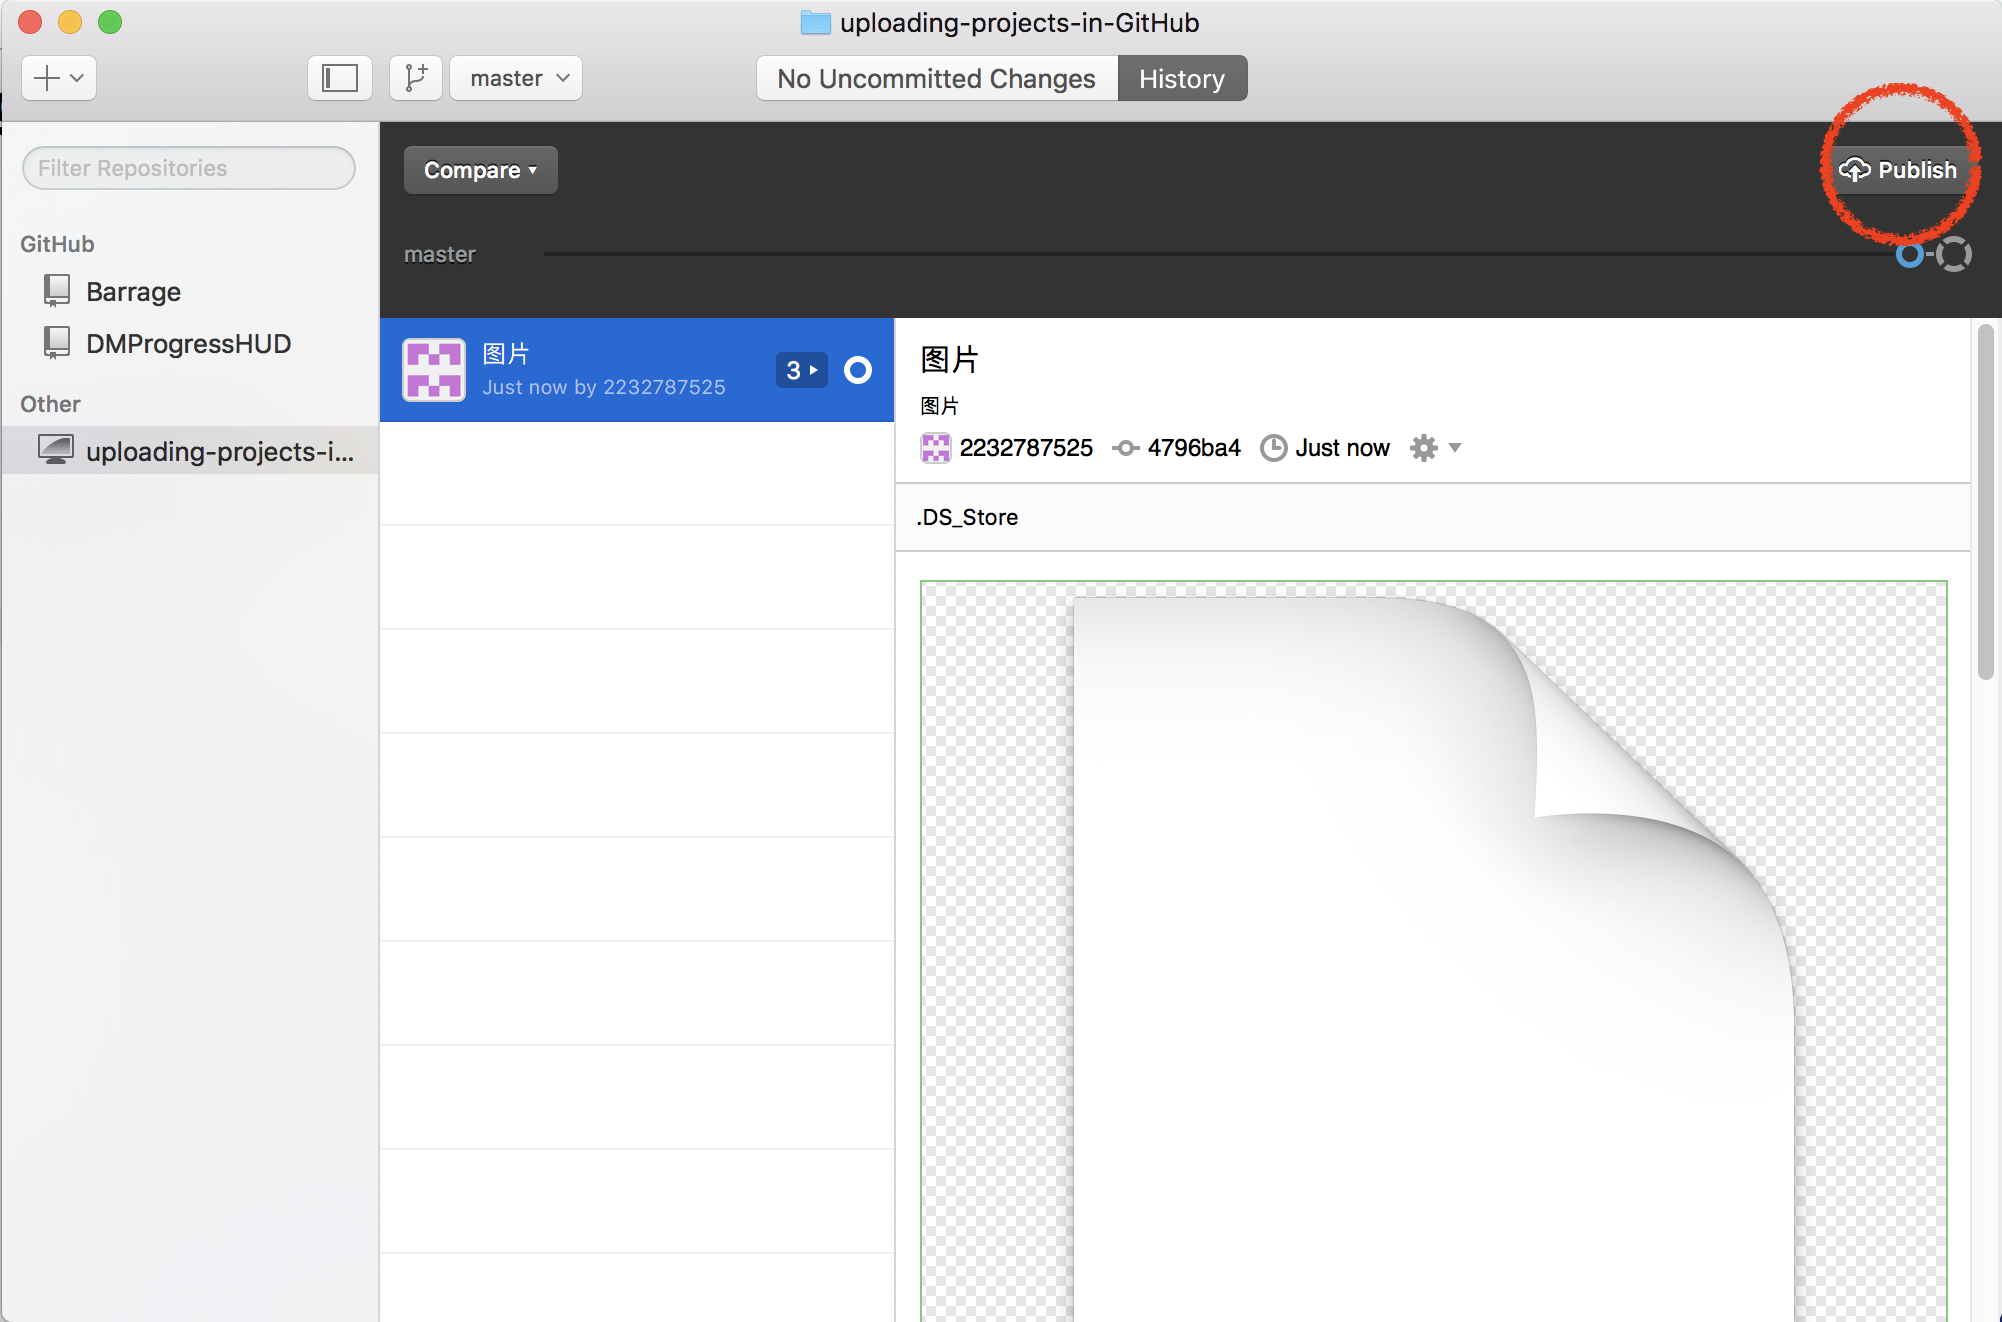 uploading-projects-in-GitHub
master
No Uncommitted Changes
History
Filter Repositories
Compare
Publish
GitHub
master
Barrage
DMProgressHUD
Other
uploading-projects-i...
图片
Just now by 2232787525
3
图片
图片
2232787525 4796ba4 Just now
.DS_Store